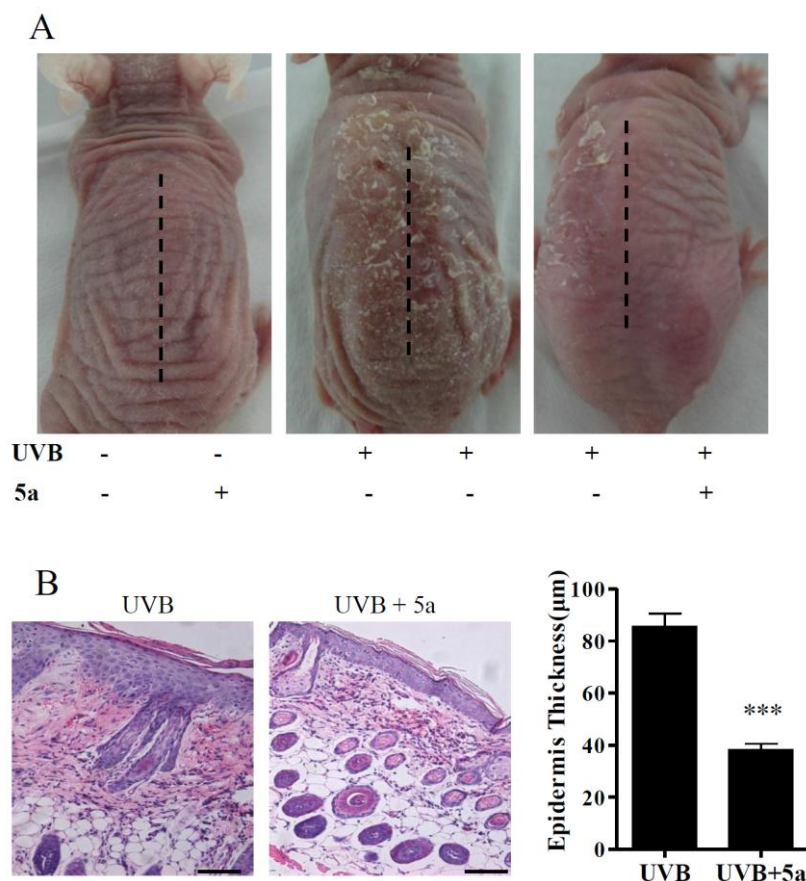 A
UVB - - + + + +
5a - + - - - +
B
UVB
UVB + 5a
Epidermis Thickness(μm)
100
80
60
40
20
0
***
UVB
UVB+5a